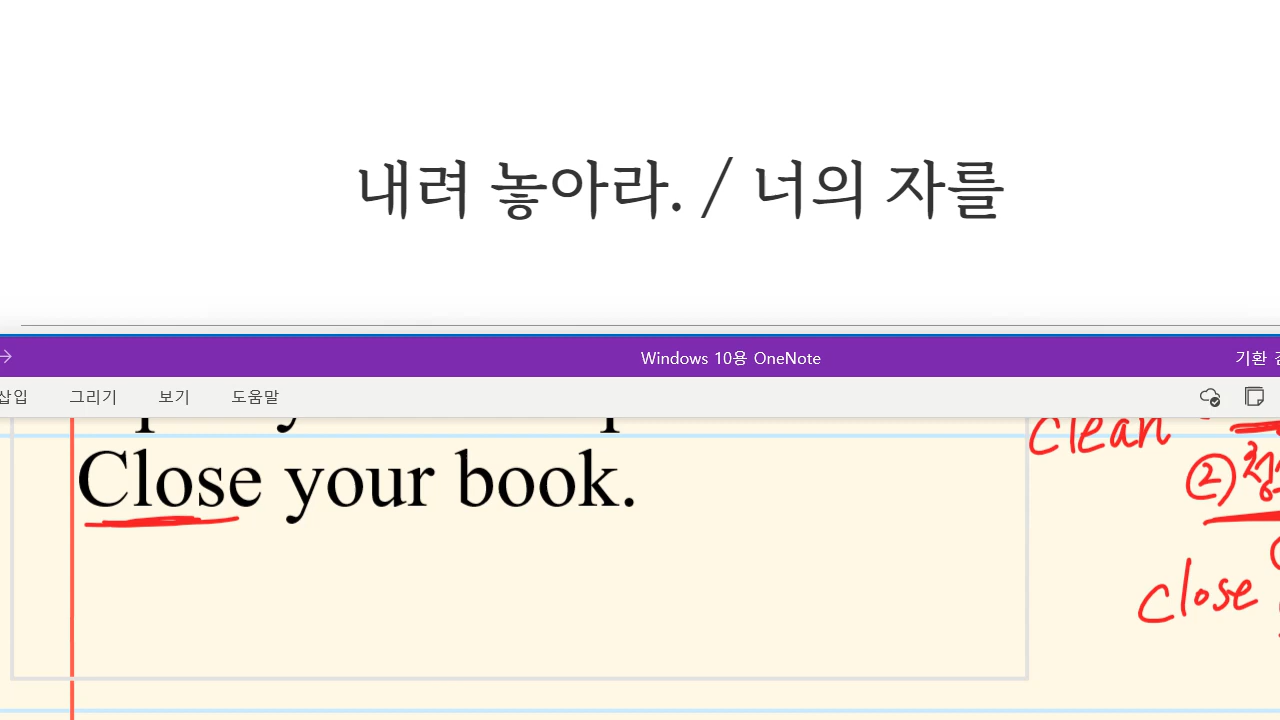 내려 놓아라. / 너의 자를
Windows 10용 OneNote
기환
삽입 그리기 보기 도움말
clean
Close your book.
②
close